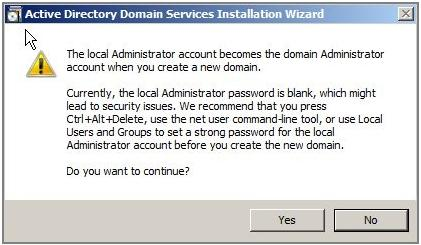 Active Directory Domain Services Installation Wizard
The local Administrator account becomes the domain Administrator
account when you create a new domain.
Currently, the local Administrator password is blank, which might
lead to security issues. We recommend that you press
Ctrl+Alt+Delete, use the net user command-line tool, or use Local
Users and Groups to set a strong password for the local
Administrator account before you create the new domain.
Do you want to continue?
Yes
No